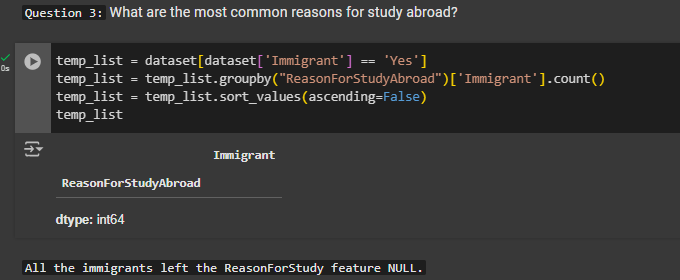 Question 3: What are the most common reasons for study abroad?
0s
temp_list = dataset[dataset['Immigrant'] == 'Yes']
temp_list = temp_list.groupby("ReasonForStudyAbroad")['Immigrant'].count()
temp_list = temp_list.sort_values(ascending=False)
temp_list
Immigrant
ReasonForStudyAbroad
dtype: int64
All the immigrants left the ReasonForStudy feature NULL.